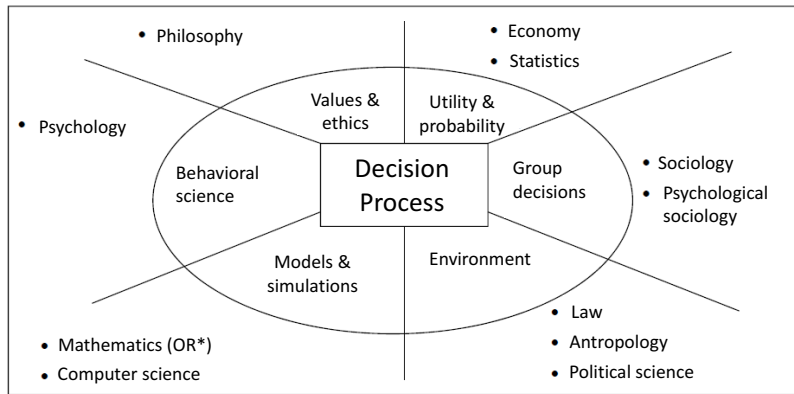 • Philosophy
• Economy
• Statistics
• Psychology
Values &
ethics
Utility &
probability
Behavioral
science
Decision
Process
Group
decisions
• Sociology
• Psychological
sociology
Models &
simulations
Environment
• Mathematics (OR*)
• Computer science
• Law
• Antropology
• Political science